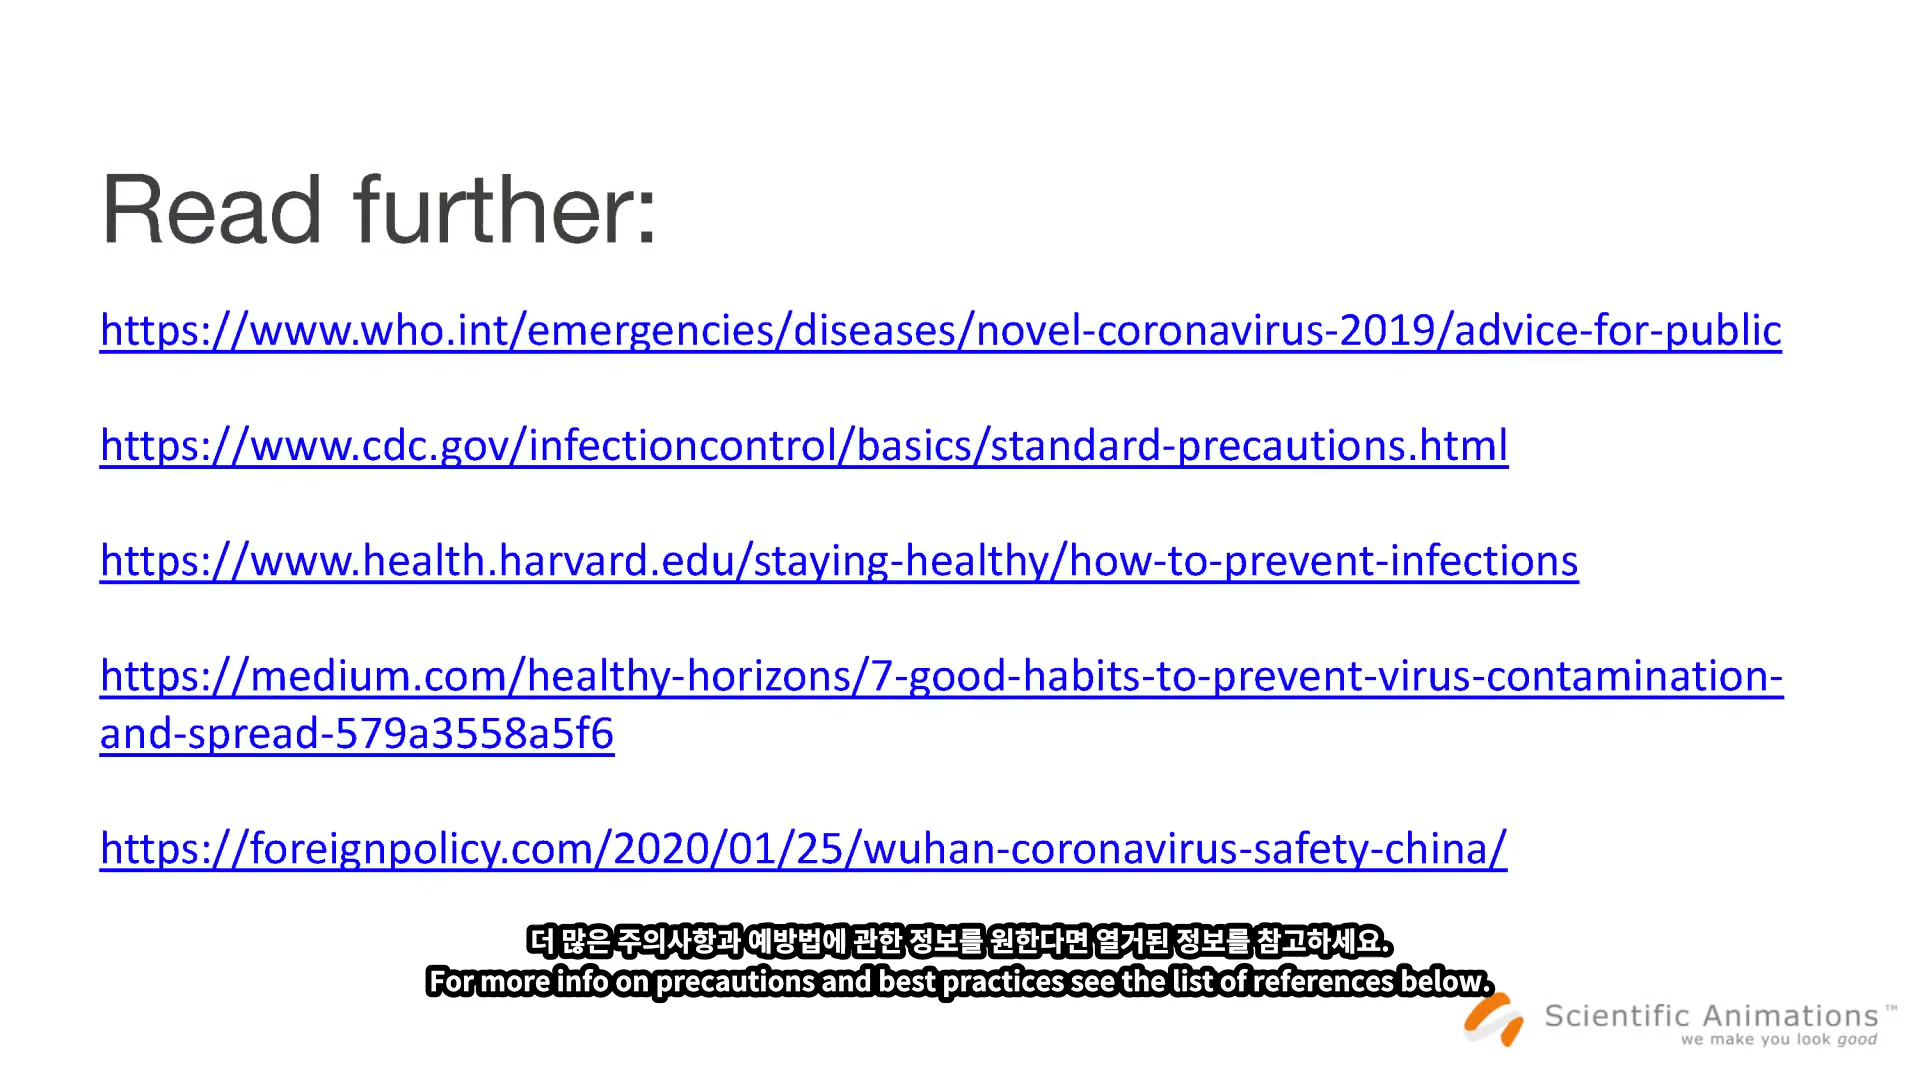 Read further:
https://www.who.int/emergencies/diseases/novel-coronavirus-2019/advice-for-public
https://www.cdc.gov/infectioncontrol/basics/standard-precautions.html
https://www.health.harvard.edu/staying-healthy/how-to-prevent-infections
https://medium.com/healthy-horizons/7-good-habits-to-prevent-virus-contamination-
and-spread-579a3558a5f6
https://foreignpolicy.com/2020/01/25/wuhan-coronavirus-safety-china/
더 많은 주의사항과 예방법에 관한 정보를 원한다면 열거된 정보를 참고하세요.
For more info on precautions and best practices see the list of references below.
Scientific Animations™
we make you look good